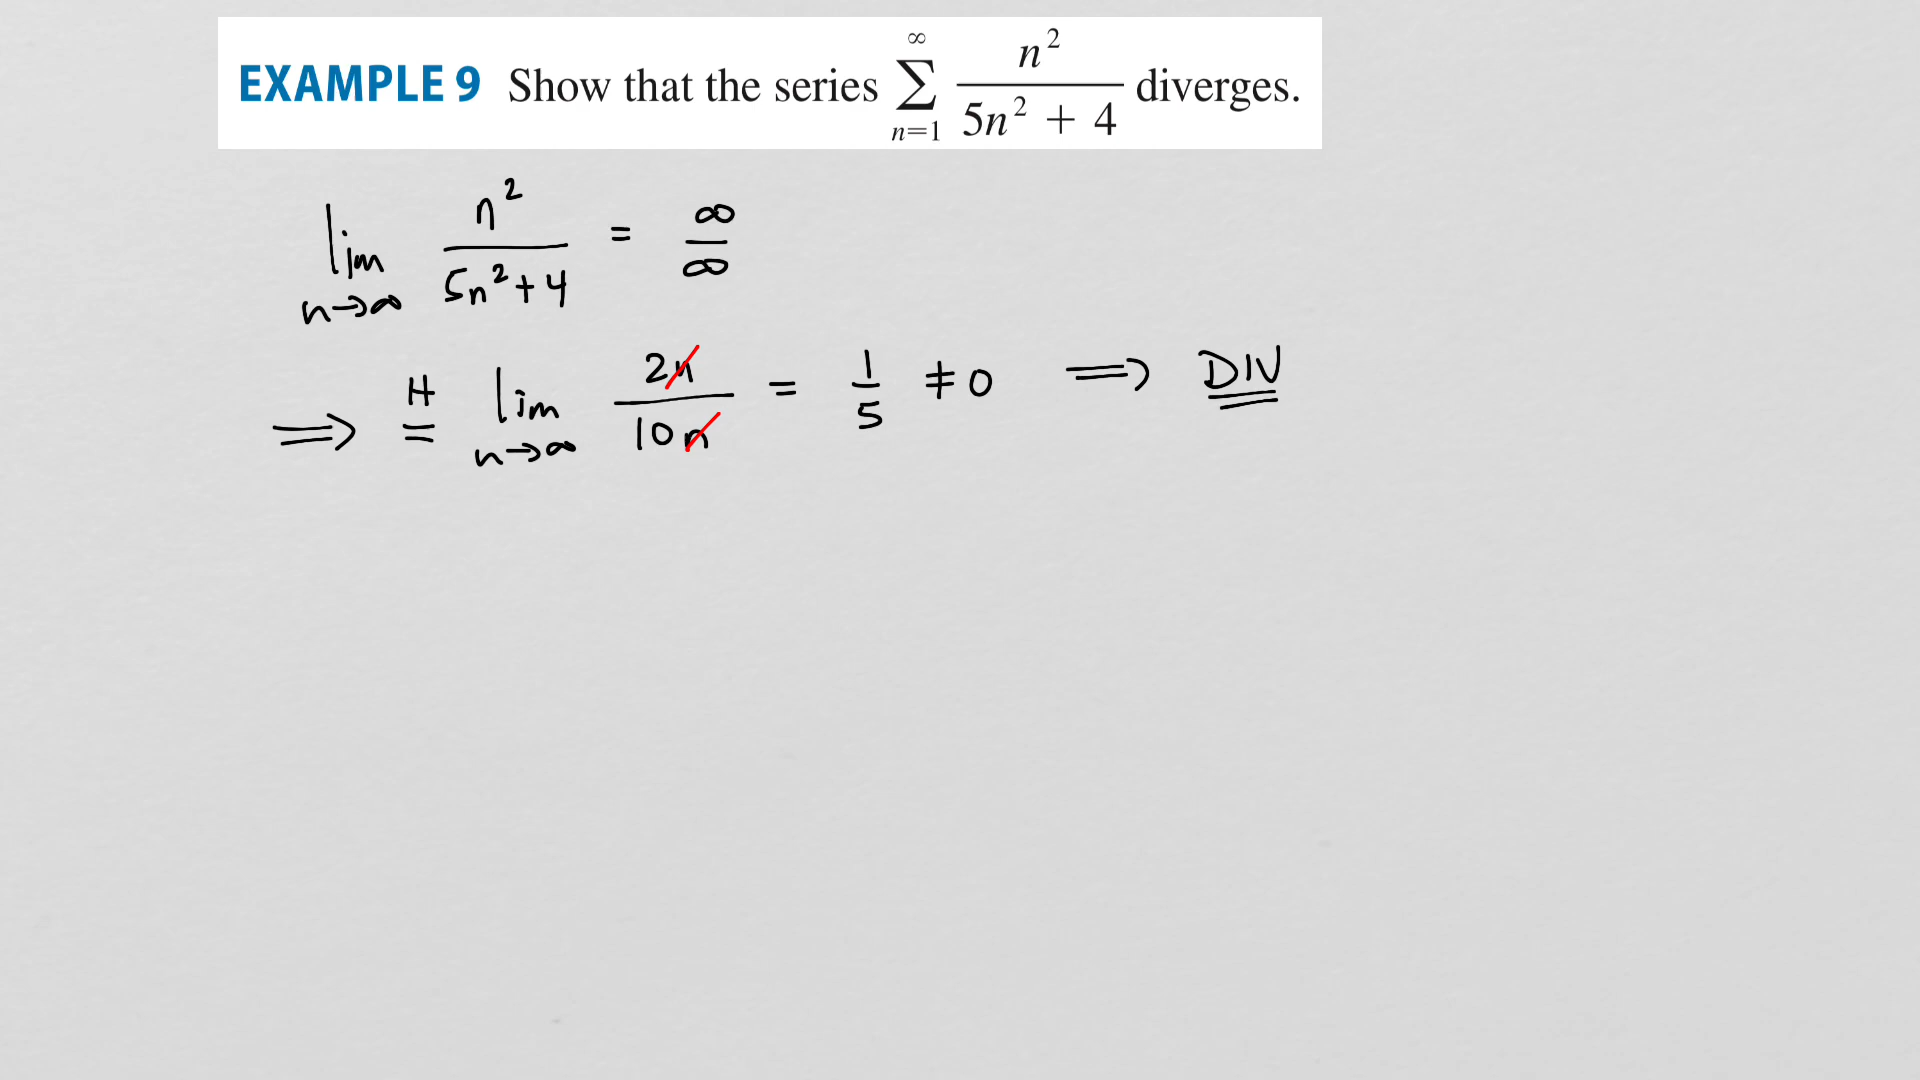 EXAMPLE 9 Show that the series ∑_{n=1}^{∞} n²/(5n² + 4) diverges.
lim_{n→∞} n²/(5n²+4) = ∞/∞
⟹ =^H lim_{n→∞} 2n/10n = 1/5 ≠ 0 ⟹ DIV